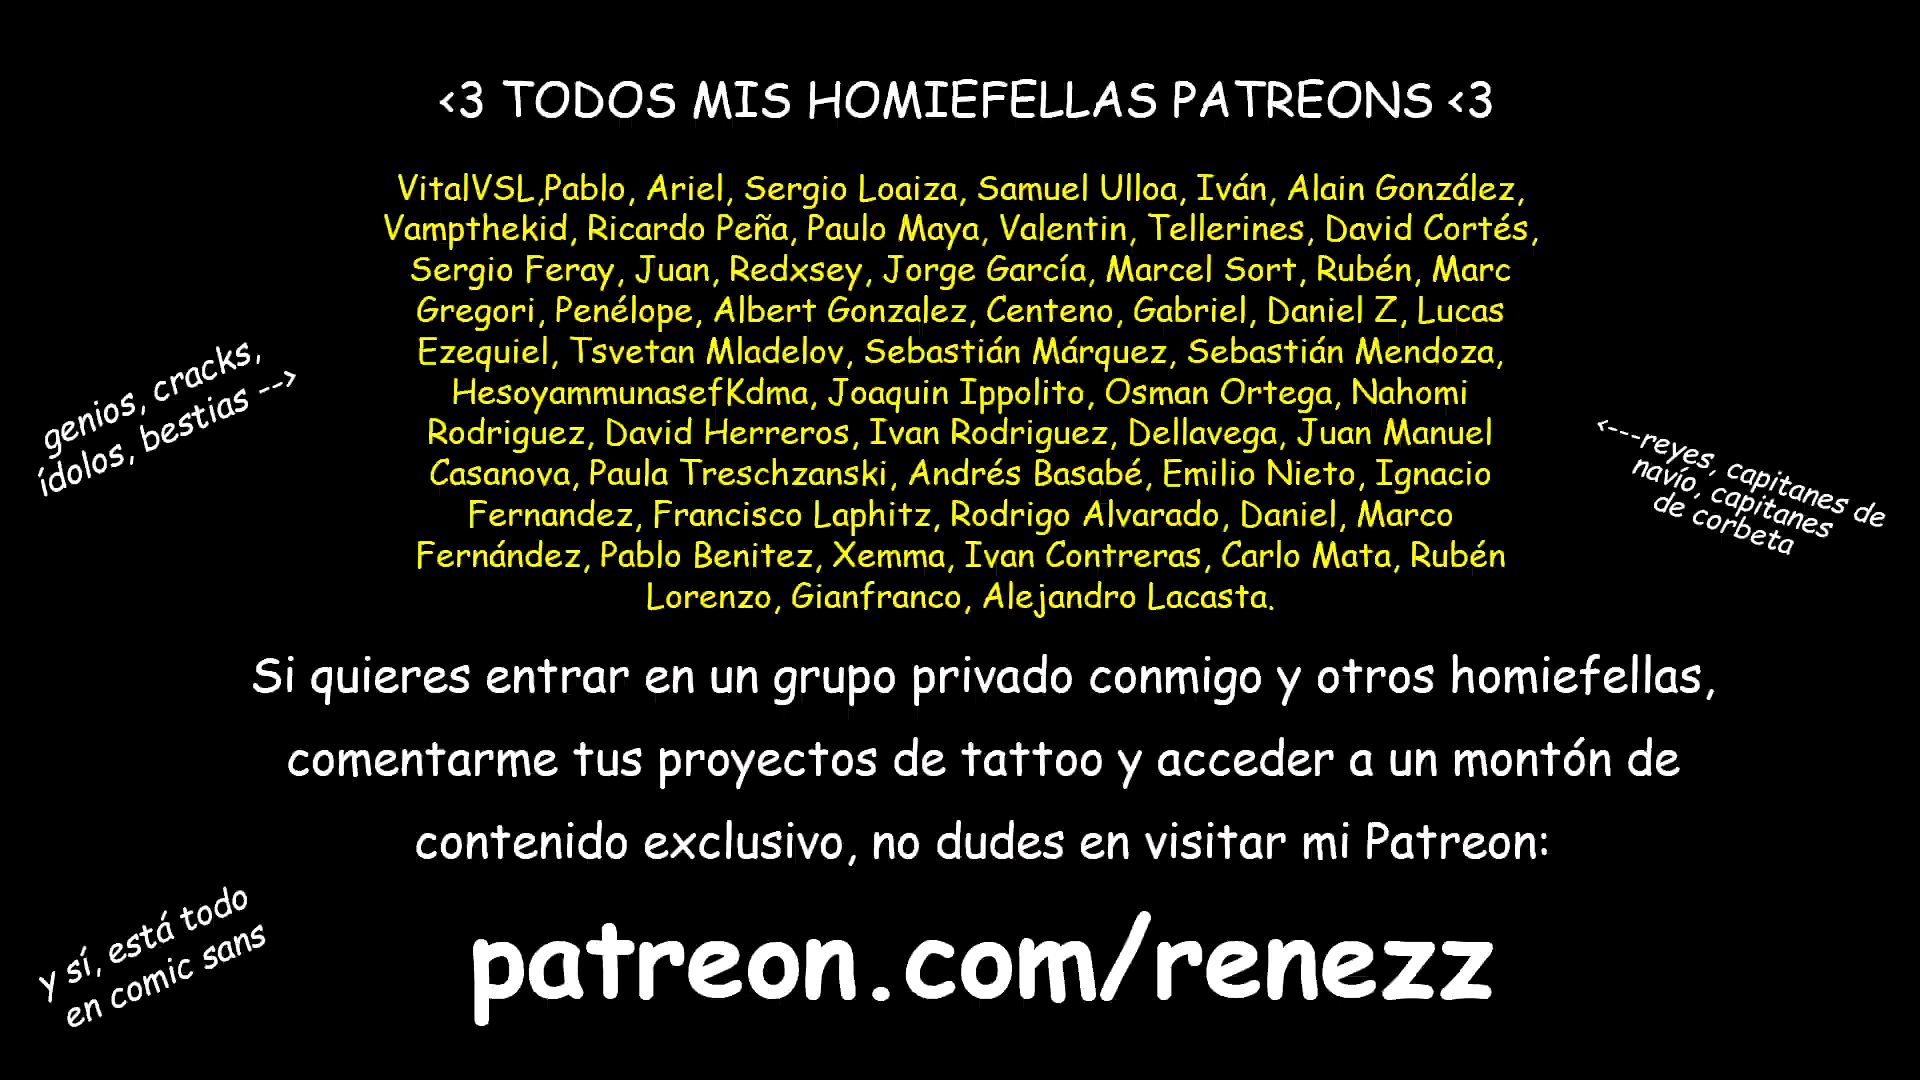 <3 TODOS MIS HOMIEFELLAS PATREONS <3
VitalVSL,Pablo, Ariel, Sergio Loaiza, Samuel Ulloa, Iván, Alain González,
Vampthekid, Ricardo Peña, Paulo Maya, Valentin, Tellerines, David Cortés,
Sergio Feray, Juan, Redxsey, Jorge García, Marcel Sort, Rubén, Marc
Gregori, Penélope, Albert Gonzalez, Centeno, Gabriel, Daniel Z, Lucas
Ezequiel, Tsvetan Mladelov, Sebastián Márquez, Sebastián Mendoza,
HesoyammunasefKdma, Joaquin Ippolito, Osman Ortega, Nahomi
Rodriguez, David Herreros, Ivan Rodriguez, Dellavega, Juan Manuel
Casanova, Paula Treschzanski, Andrés Basabé, Emilio Nieto, Ignacio
Fernandez, Francisco Laphitz, Rodrigo Alvarado, Daniel, Marco
Fernández, Pablo Benitez, Xemma, Ivan Contreras, Carlo Mata, Rubén
Lorenzo, Gianfranco, Alejandro Lacasta.
genios, cracks,
ídolos, bestias -->
<---reyes, capitanes de
navío, capitanes
de corbeta
Si quieres entrar en un grupo privado conmigo y otros homiefellas,
comentarme tus proyectos de tattoo y acceder a un montón de
contenido exclusivo, no dudes en visitar mi Patreon:
y sí, está todo
en comic sans
patreon.com/renezz